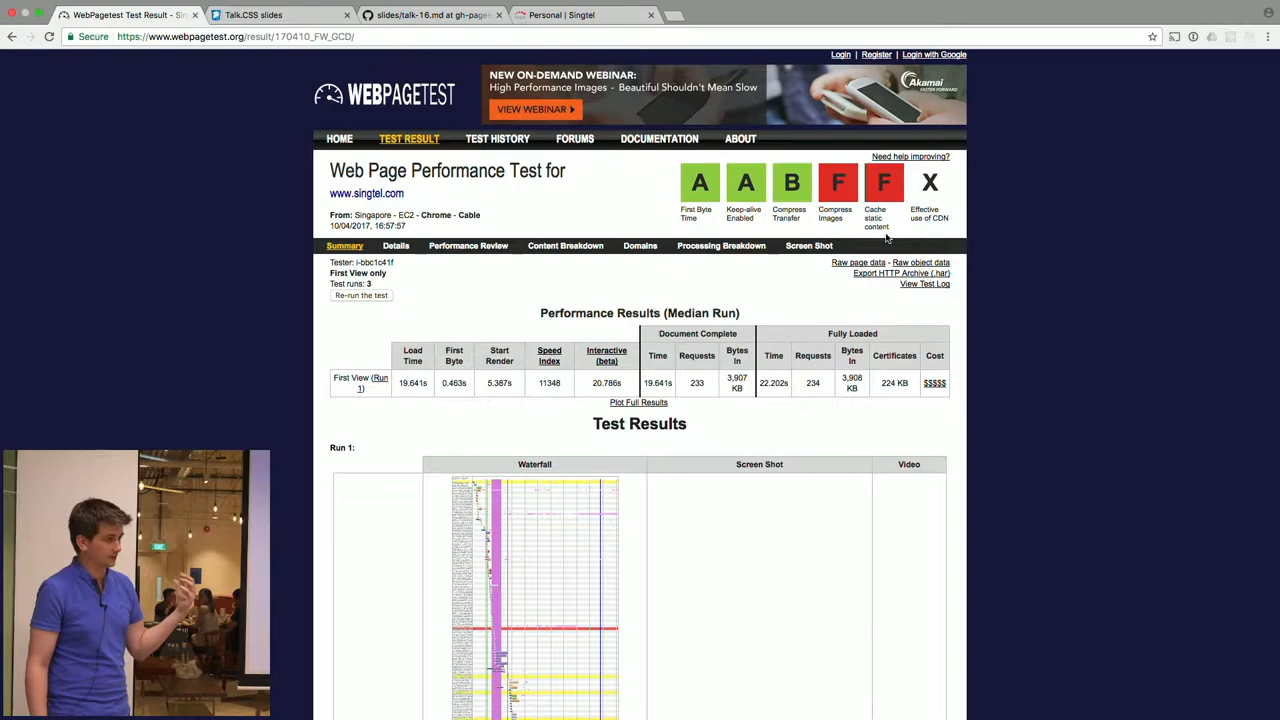 WebPagetest Test Result - Sin
Talk.CSS slides
slides/talk-16.md at gh-pages
Personal | Singtel
Secure
https://www.webpagetest.org/result/170410_FW_GCD/
Login | Register | Login with Google
WEBPAGETEST
NEW ON-DEMAND WEBINAR:
High Performance Images - Beautiful Shouldn't Mean Slow
VIEW WEBINAR
Akamai
FASTER FORWARD
HOME TEST RESULT TEST HISTORY FORUMS DOCUMENTATION ABOUT
Need help improving?
Web Page Performance Test for
www.singtel.com
From: Singapore - EC2 - Chrome - Cable
10/04/2017, 16:57:57
A A B F F X
First Byte Time
Keep-alive Enabled
Compress Transfer
Compress Images
Cache static content
Effective use of CDN
Summary Details Performance Review Content Breakdown Domains Processing Breakdown Screen Shot
Tester: i-bbc1c41f
First View only
Test runs: 3
Re-run the test
Raw page data - Raw object data
Export HTTP Archive (.har)
View Test Log
Performance Results (Median Run)
Document Complete Fully Loaded
Load Time First Byte Start Render Speed Index Interactive (beta) Time Requests Bytes In Time Requests Bytes In Certificates Cost
First View (Run 1) 19.641s 0.463s 5.387s 11348 20.786s 19.641s 233 3,907 KB 22.202s 234 3,908 KB 224 KB $$$$$
Plot Full Results
Test Results
Run 1:
Waterfall Screen Shot Video
EXIT